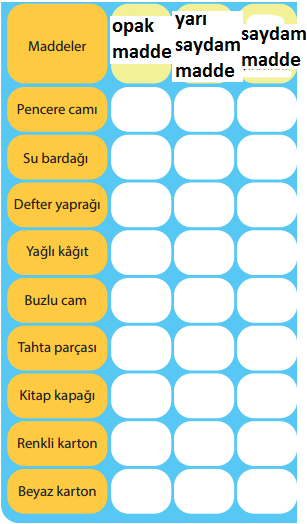 Maddeler
opak
madde
yarı
saydam
madde
saydam
madde
Pencere camı
Su bardağı
Defter yaprağı
Yağlı kâğıt
Buzlu cam
Tahta parçası
Kitap kapağı
Renkli karton
Beyaz karton